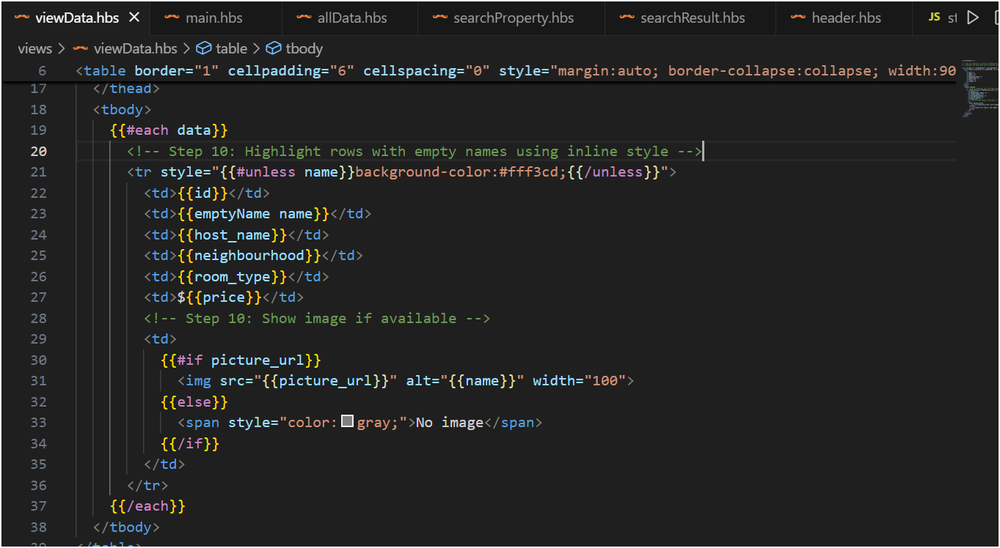 viewData.hbs main.hbs allData.hbs searchProperty.hbs searchResult.hbs header.hbs JS
views > viewData.hbs > table > tbody
6 <table border="1" cellpadding="6" cellspacing="0" style="margin:auto; border-collapse:collapse; width:90
17 </thead>
18 <tbody>
19 {{#each data}}
20 <!-- Step 10: Highlight rows with empty names using inline style -->
21 <tr style="{{#unless name}}background-color:#fff3cd;{{/unless}}">
22 <td>{{id}}</td>
23 <td>{{emptyName name}}</td>
24 <td>{{host_name}}</td>
25 <td>{{neighbourhood}}</td>
26 <td>{{room_type}}</td>
27 <td>${{price}}</td>
28 <!-- Step 10: Show image if available -->
29 <td>
30 {{#if picture_url}}
31 <img src="{{picture_url}}" alt="{{name}}" width="100">
32 {{else}}
33 <span style="color:gray;">No image</span>
34 {{/if}}
35 </td>
36 </tr>
37 {{/each}}
38 </tbody>
39 </table>